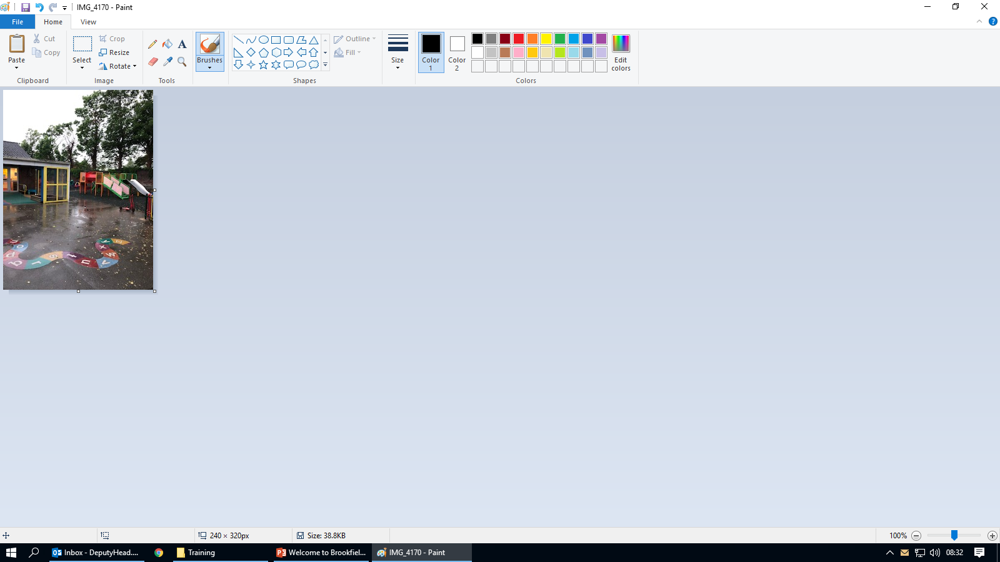 IMG_4170 - Paint
File Home View
Paste
Cut
Copy
Clipboard
Select
Crop
Resize
Rotate
Image
A
Tools
Brushes
Outline
Fill
Shapes
Size
Color 1
Color 2
Edit colors
Colors
?
o
r
s
t
u
v
w
x
y
z
240 × 320px
Size: 38.8KB
100%
Inbox - DeputyHead....
Training
Welcome to Brookfiel...
IMG_4170 - Paint
08:32